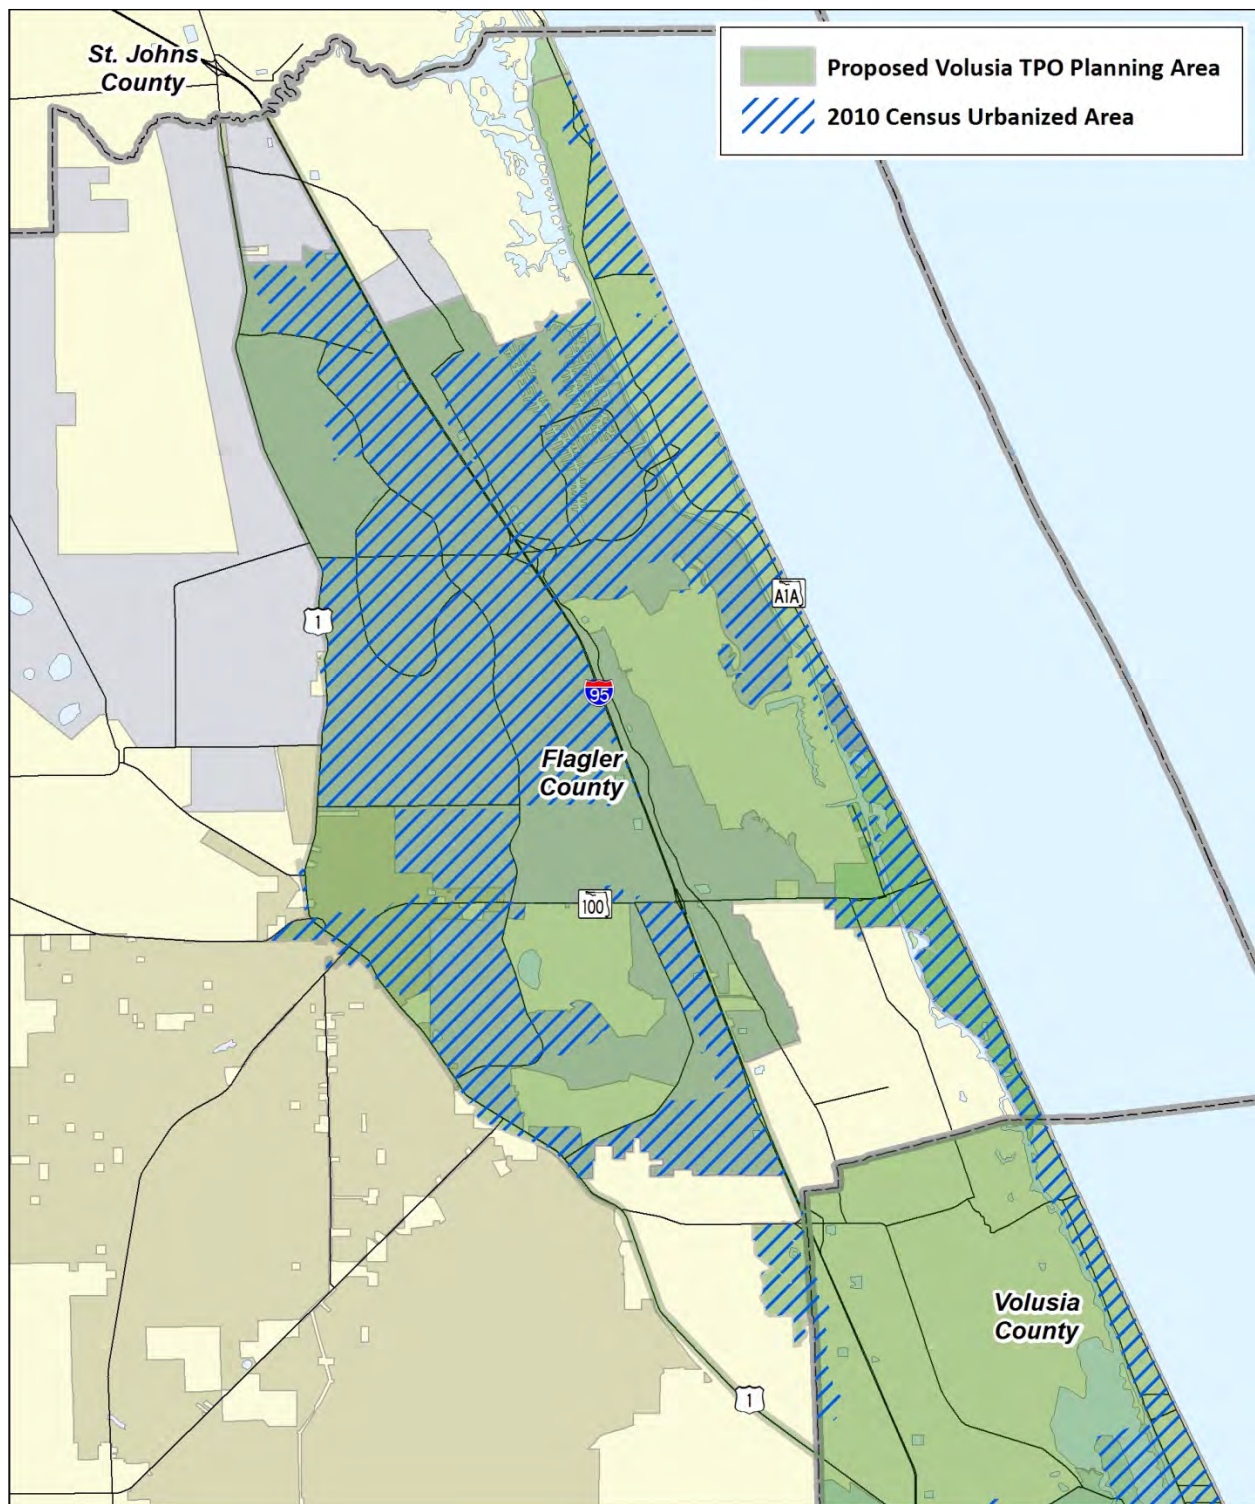 St. Johns
County
Proposed Volusia TPO Planning Area
2010 Census Urbanized Area
A1A
1
95
Flagler
County
100
Volusia
County
1